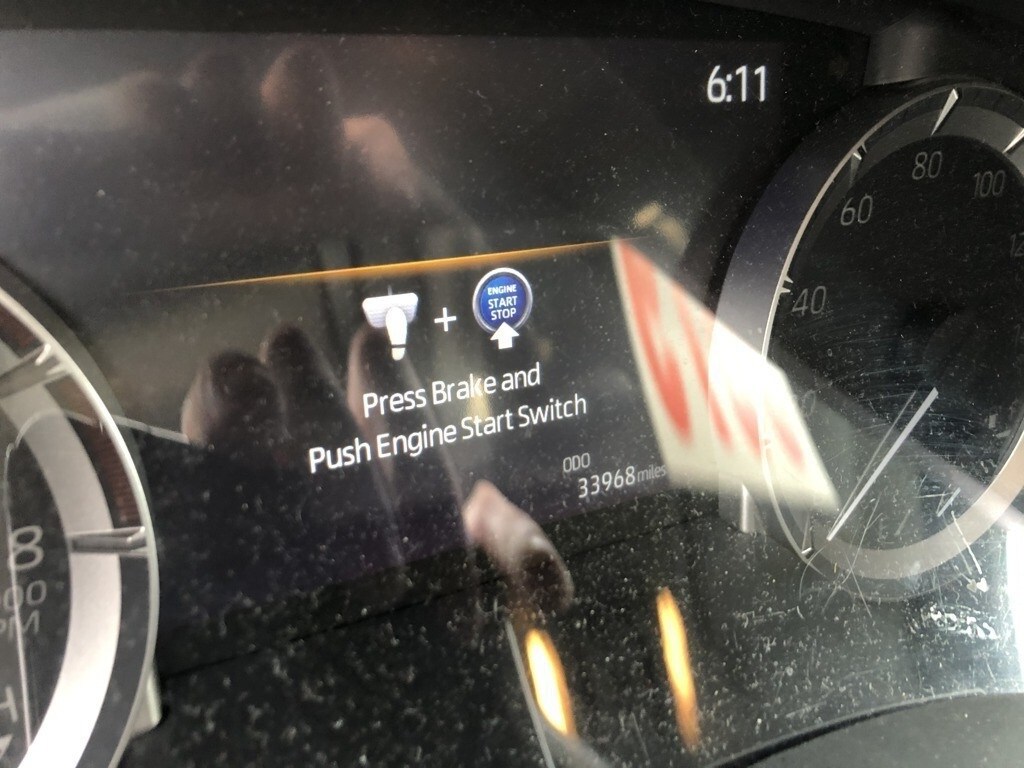 6:11
80
100
60
40
ENGINE
START
STOP
+
Press Brake and
Push Engine Start Switch
ODO
33968 miles
8
H